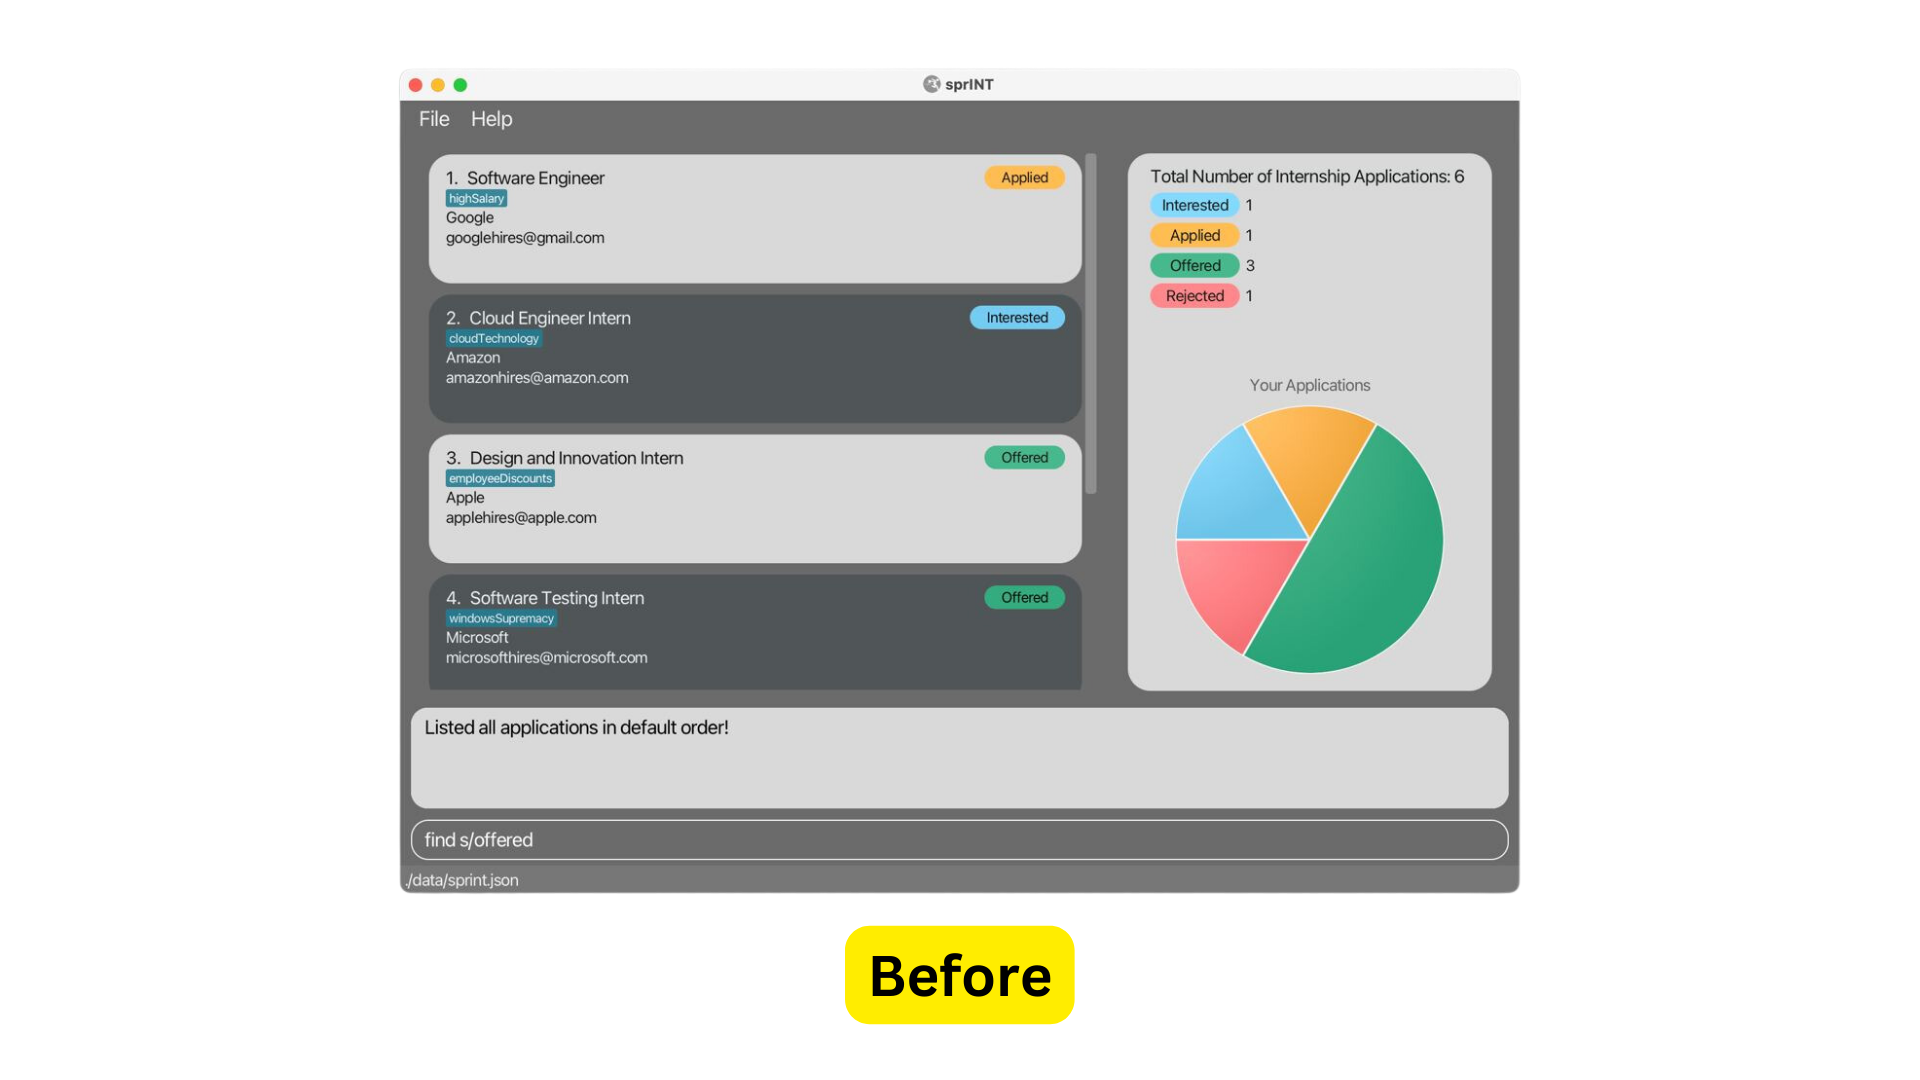 sprINT
File Help
1. Software Engineer
Applied
highSalary
Google
googlehires@gmail.com
2. Cloud Engineer Intern
Interested
cloudTechnology
Amazon
amazonhires@amazon.com
3. Design and Innovation Intern
Offered
employeeDiscounts
Apple
applehires@apple.com
4. Software Testing Intern
Offered
windowsSupremacy
Microsoft
microsofthires@microsoft.com
Total Number of Internship Applications: 6
Interested 1
Applied 1
Offered 3
Rejected 1
Your Applications
Listed all applications in default order!
find s/offered
./data/sprint.json
Before